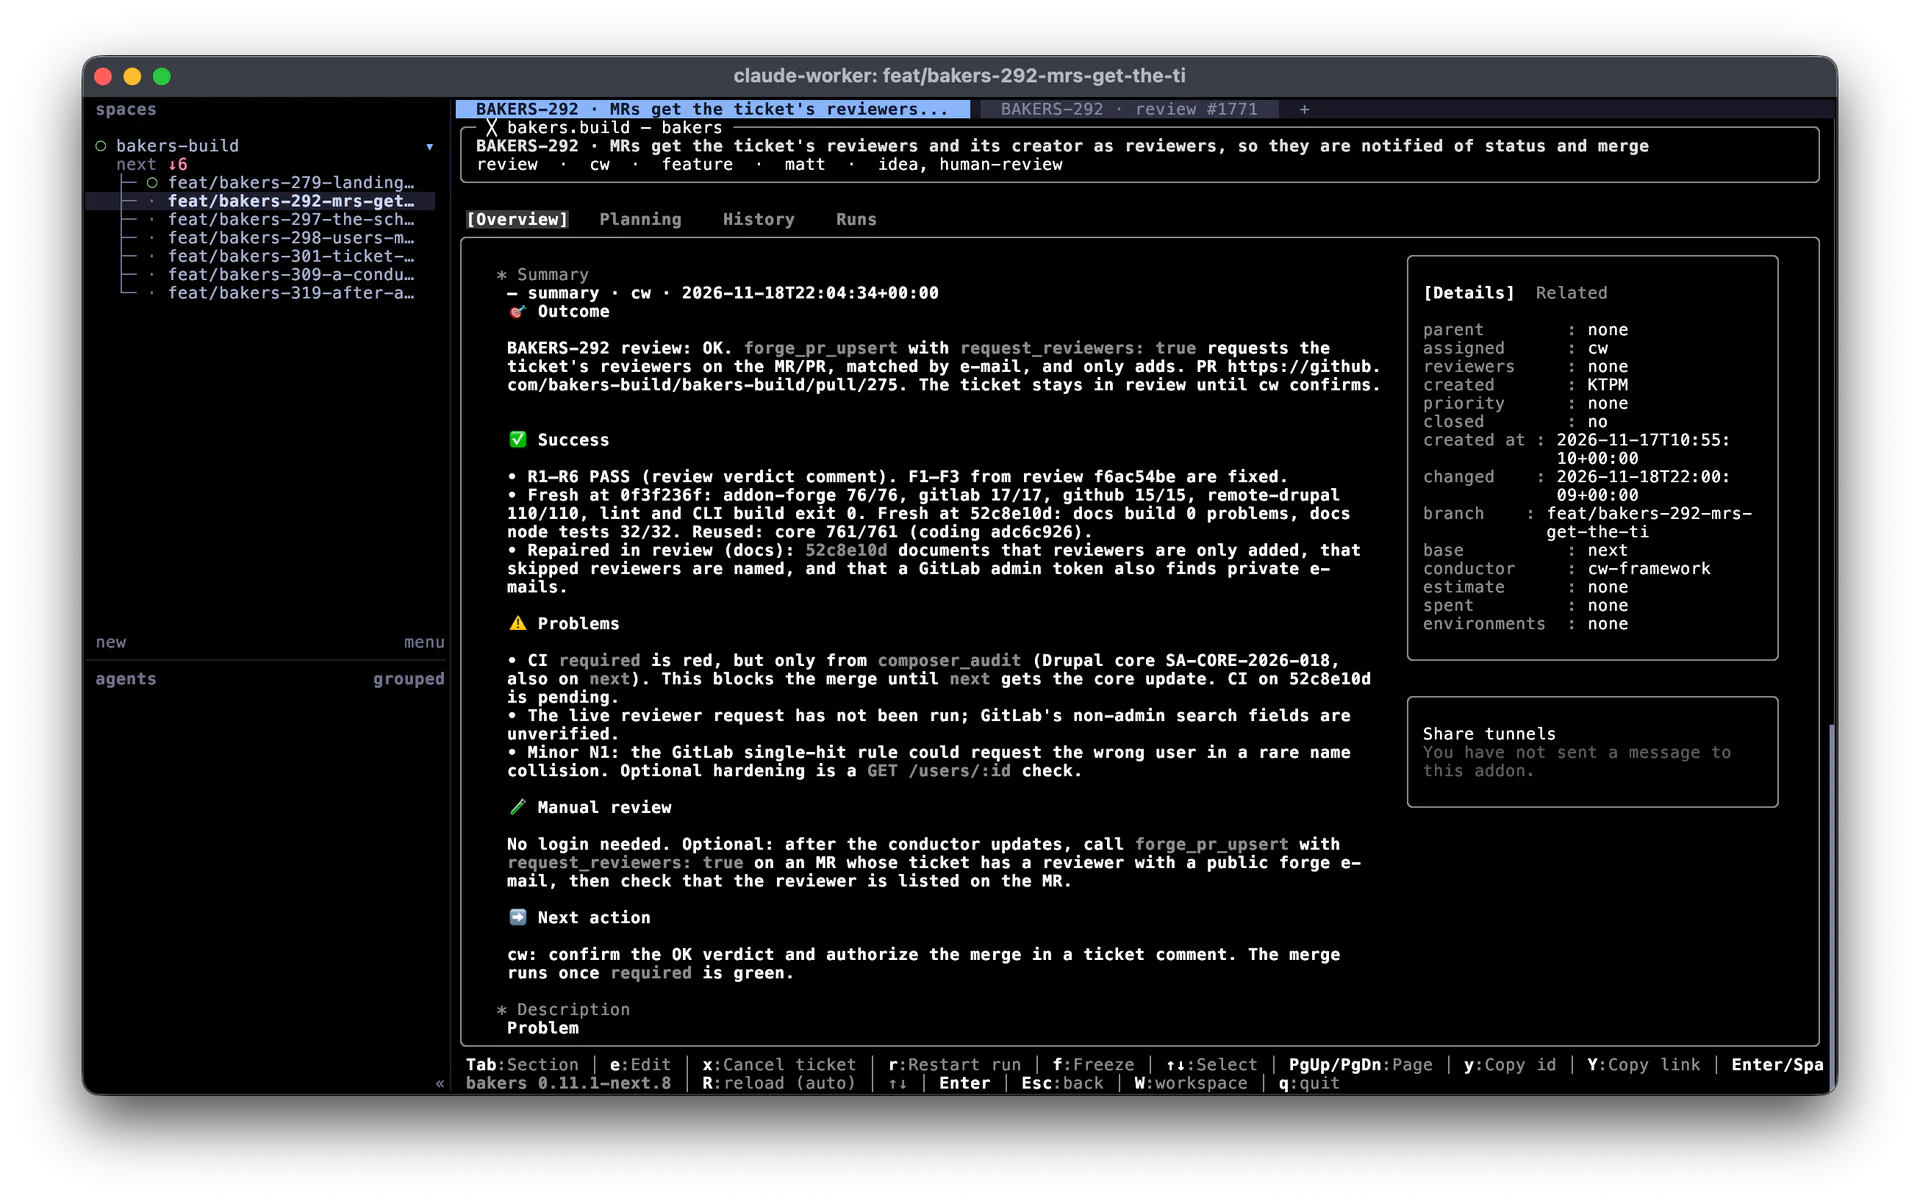 claude-worker: feat/bakers-292-mrs-get-the-ti
spaces
bakers-build ▼
next ↓6
feat/bakers-279-landing…
· feat/bakers-292-mrs-get…
· feat/bakers-297-the-sch…
· feat/bakers-298-users-m…
· feat/bakers-301-ticket-…
· feat/bakers-309-a-condu…
· feat/bakers-319-after-a…
new menu
agents grouped
«
BAKERS-292 · MRs get the ticket's reviewers... BAKERS-292 · review #1771 +
╳ bakers.build — bakers
BAKERS-292 · MRs get the ticket's reviewers and its creator as reviewers, so they are notified of status and merge
review · cw · feature · matt · idea, human-review
[Overview] Planning History Runs
* Summary
— summary · cw · 2026-11-18T22:04:34+00:00
🎯 Outcome
BAKERS-292 review: OK. forge_pr_upsert with request_reviewers: true requests the
ticket's reviewers on the MR/PR, matched by e-mail, and only adds. PR https://github.
com/bakers-build/bakers-build/pull/275. The ticket stays in review until cw confirms.
✅ Success
• R1–R6 PASS (review verdict comment). F1–F3 from review f6ac54be are fixed.
• Fresh at 0f3f236f: addon-forge 76/76, gitlab 17/17, github 15/15, remote-drupal
110/110, lint and CLI build exit 0. Fresh at 52c8e10d: docs build 0 problems, docs
node tests 32/32. Reused: core 761/761 (coding adc6c926).
• Repaired in review (docs): 52c8e10d documents that reviewers are only added, that
skipped reviewers are named, and that a GitLab admin token also finds private e-
mails.
⚠️ Problems
• CI required is red, but only from composer_audit (Drupal core SA-CORE-2026-018,
also on next). This blocks the merge until next gets the core update. CI on 52c8e10d
is pending.
• The live reviewer request has not been run; GitLab's non-admin search fields are
unverified.
• Minor N1: the GitLab single-hit rule could request the wrong user in a rare name
collision. Optional hardening is a GET /users/:id check.
🧪 Manual review
No login needed. Optional: after the conductor updates, call forge_pr_upsert with
request_reviewers: true on an MR whose ticket has a reviewer with a public forge e-
mail, then check that the reviewer is listed on the MR.
➡️ Next action
cw: confirm the OK verdict and authorize the merge in a ticket comment. The merge
runs once required is green.
* Description
Problem
[Details] Related
parent : none
assigned : cw
reviewers : none
created : KTPM
priority : none
closed : no
created at : 2026-11-17T10:55:
10+00:00
changed : 2026-11-18T22:00:
09+00:00
branch : feat/bakers-292-mrs-
get-the-ti
base : next
conductor : cw-framework
estimate : none
spent : none
environments : none
Share tunnels
You have not sent a message to
this addon.
Tab:Section │ e:Edit │ x:Cancel ticket │ r:Restart run │ f:Freeze │ ↑↓:Select │ PgUp/PgDn:Page │ y:Copy id │ Y:Copy link │ Enter/Spa
bakers 0.11.1-next.8 │ R:reload (auto) │ ↑↓ │ Enter │ Esc:back │ W:workspace │ q:quit